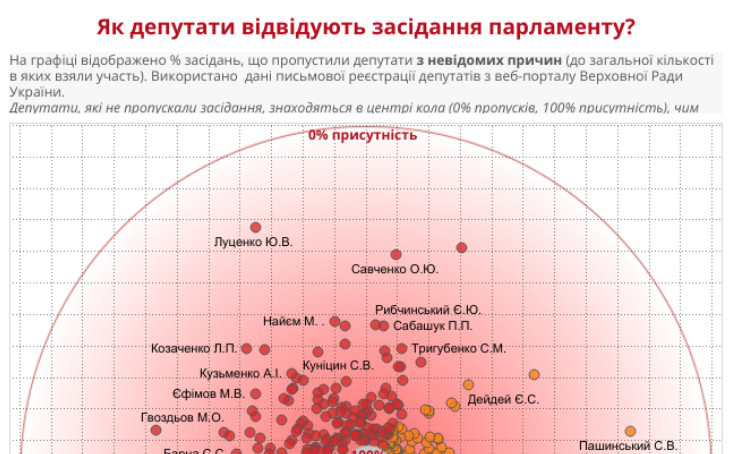 Як депутати відвідують засідання парламенту?
На графіці відображено % засідань, що пропустили депутати з невідомих причин (до загальної кількості
в яких взяли участь). Використано дані письмової реєстрації депутатів з веб-порталу Верховної Ради
України.
Депутати, які не пропускали засідання, знаходяться в центрі кола (0% пропусків, 100% присутність), чим
0% присутність
Луценко Ю.В.
Савченко О.Ю.
Рибчинський Є.Ю.
Найєм М. .
Сабашук П.П.
Козаченко Л.П.
Тригубенко С.М.
Куніцин С.В.
Кузьменко А.І.
Єфімов М.В.
Дейдей Є.С.
Гвоздьов М.О.
Пашинський С.В.
Барна С.С.
100%